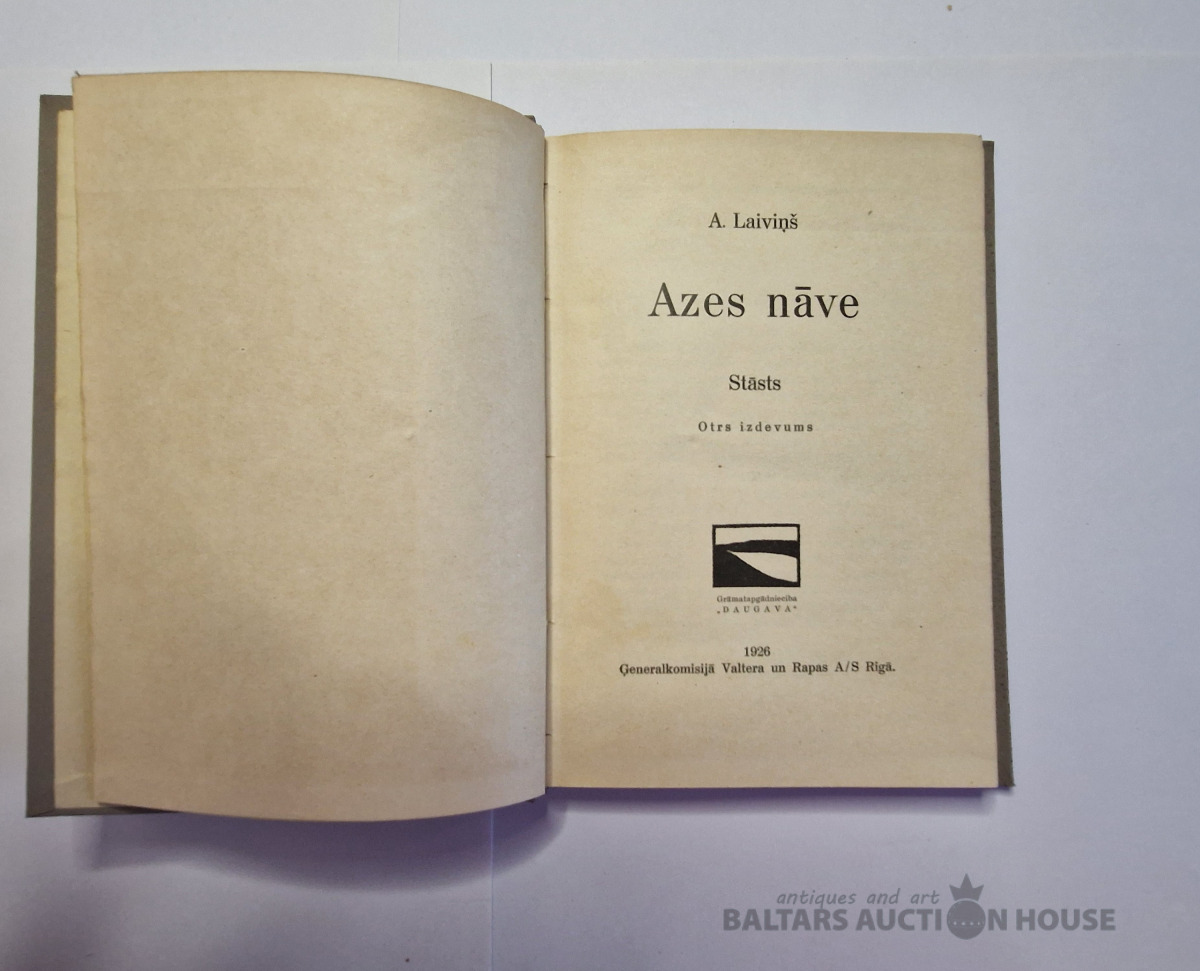 A. Laiviņš
Azes nāve
Stāsts
Otrs izdevums
Grāmatapgādniecība
„DAUGAVA“
1926
Ģeneralkomisijā Valtera un Rapas A/S Rīgā.
antiques and art
BALTARS AUCTION HOUSE